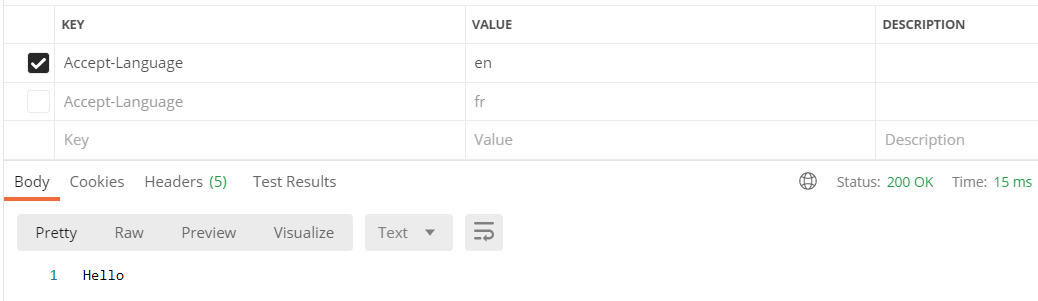 KEY VALUE DESCRIPTION
Accept-Language en
Accept-Language fr
Key Value Description
Body Cookies Headers (5) Test Results Status: 200 OK Time: 15 ms
Pretty Raw Preview Visualize Text
1 Hello